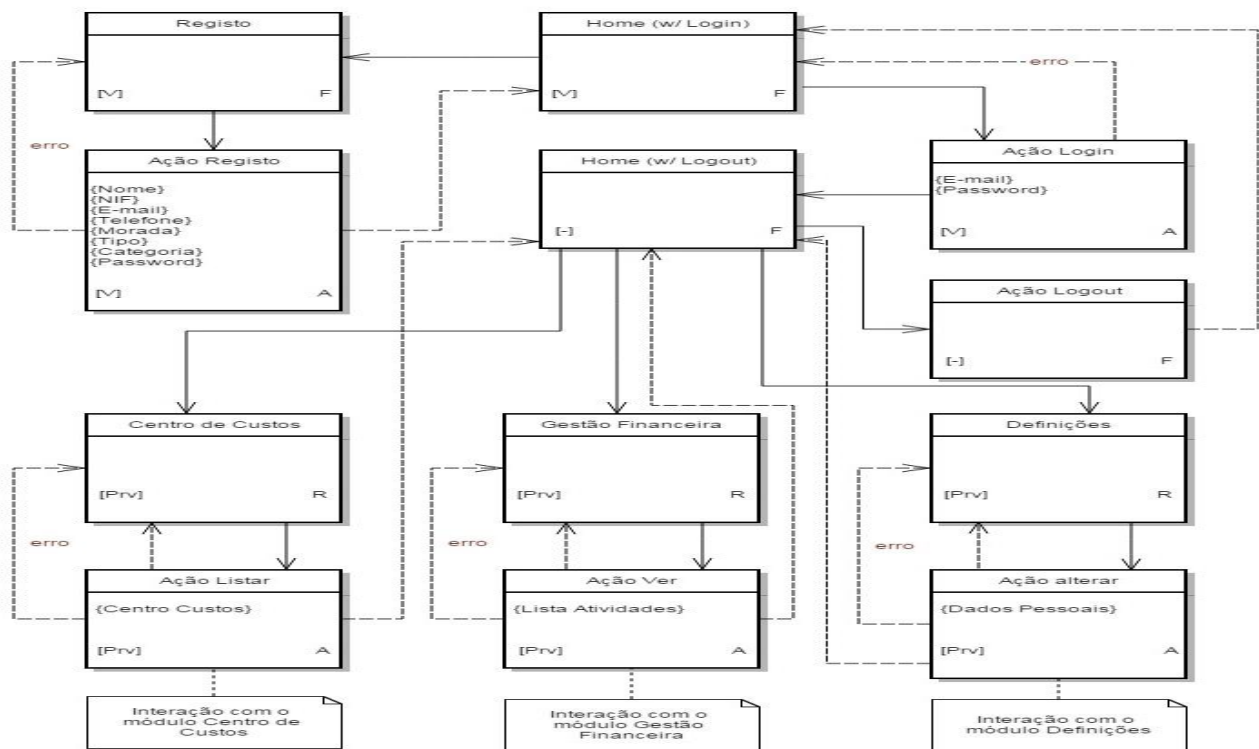 Registo
[V] F
Home (w/ Login)
[V] F
erro
erro
Ação Registo
{Nome}
{NIF}
{E-mail}
{Telefone}
{Morada}
{Tipo}
{Categoria}
{Password}
[V] A
Home (w/ Logout)
[-] F
Ação Login
{E-mail}
{Password}
[V] A
Ação Logout
[-] F
Centro de Custos
[Prv] R
Gestão Financeira
[Prv] R
Definições
[Prv] R
erro
erro
erro
Ação Listar
{Centro Custos}
[Prv] A
Ação Ver
{Lista Atividades}
[Prv] A
Ação alterar
{Dados Pessoais}
[Prv] A
Interação com o
módulo Centro de
Custos
Interação com o
módulo Gestão
Financeira
Interação com o
módulo Definições